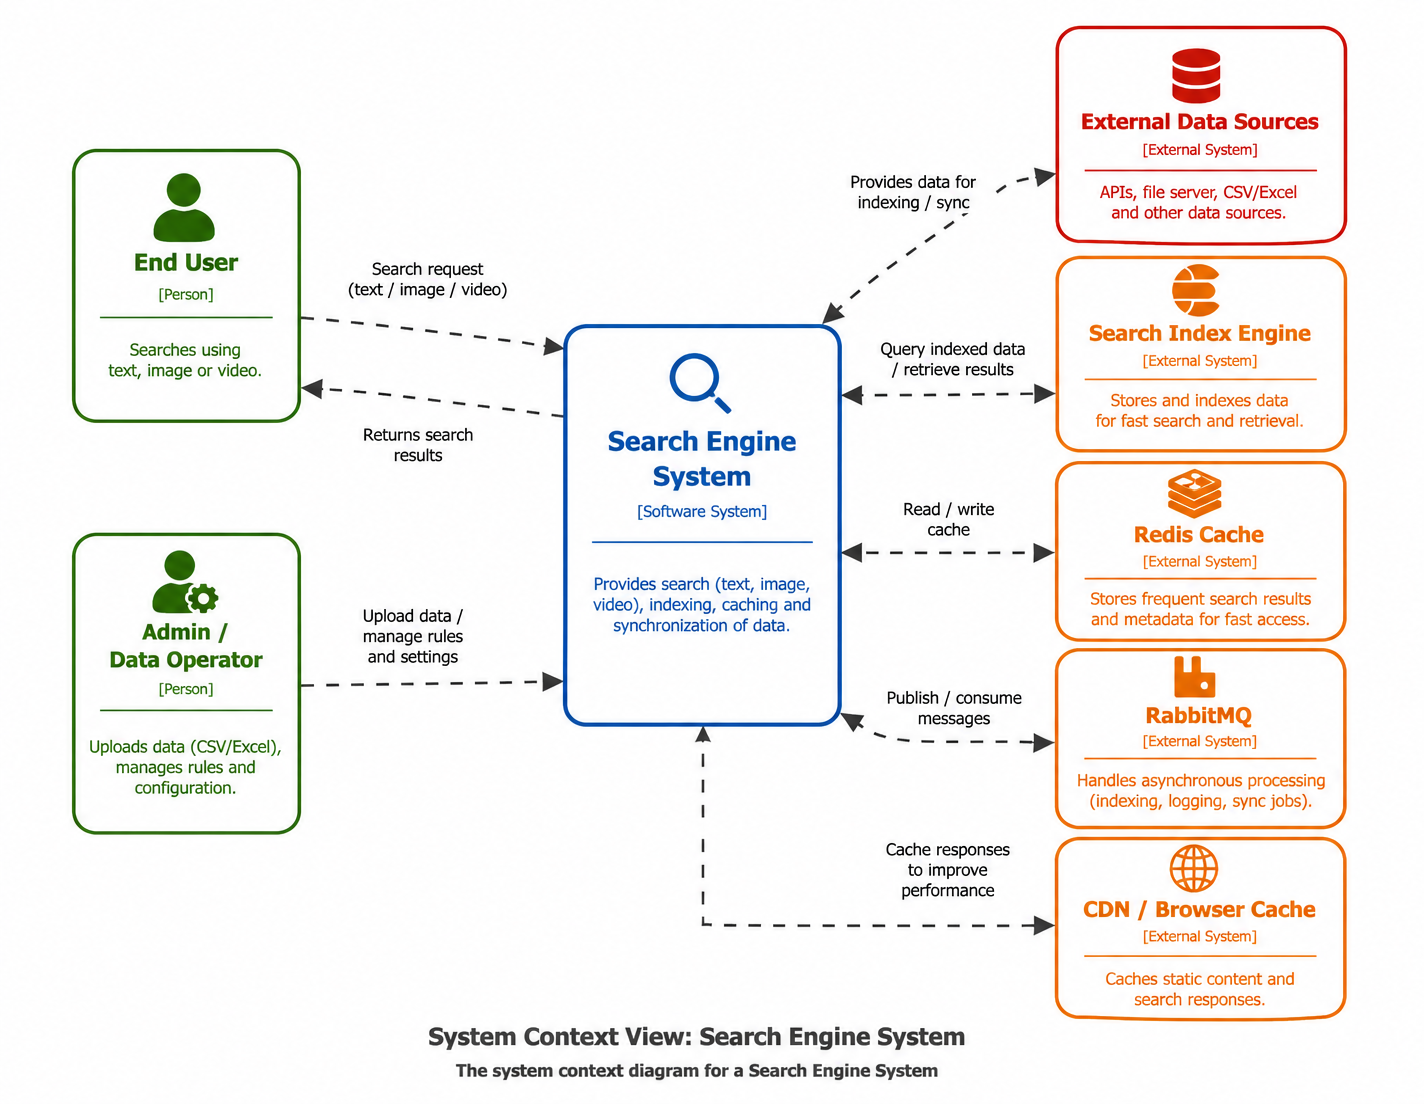 End User
[Person]
Searches using
text, image or video.
Search request
(text / image / video)
Returns search
results
Admin /
Data Operator
[Person]
Uploads data (CSV/Excel),
manages rules and
configuration.
Upload data /
manage rules
and settings
Search Engine
System
[Software System]
Provides search (text, image,
video), indexing, caching and
synchronization of data.
Provides data for
indexing / sync
External Data Sources
[External System]
APIs, file server, CSV/Excel
and other data sources.
Query indexed data
/ retrieve results
Search Index Engine
[External System]
Stores and indexes data
for fast search and retrieval.
Read / write
cache
Redis Cache
[External System]
Stores frequent search results
and metadata for fast access.
Publish / consume
messages
RabbitMQ
[External System]
Handles asynchronous processing
(indexing, logging, sync jobs).
Cache responses
to improve
performance
CDN / Browser Cache
[External System]
Caches static content and
search responses.
System Context View: Search Engine System
The system context diagram for a Search Engine System